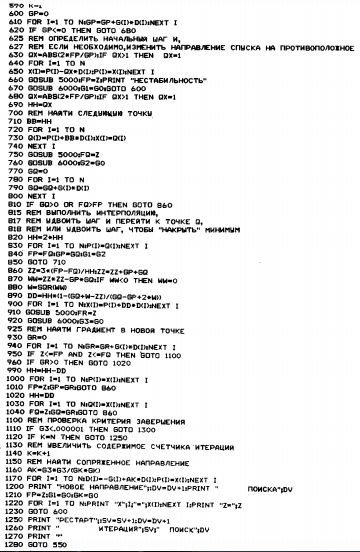 590 K=1
600 GP=0
610 FOR I=1 TO N:GP=GP+G(I)*D(I):NEXT I
620 IF GP<=0 THEN GOTO 680
625 REM ОПРЕДЕЛИТЬ НАЧАЛЬНЫЙ ШАГ И,
627 REM ЕСЛИ НЕОБХОДИМО,ИЗМЕНИТЬ НАПРАВЛЕНИЕ СПУСКА НА ПРОТИВОПОЛОЖНОЕ
630 QX=ABS(2*FP/GP):IF QX>1 THEN QX=1
640 FOR I=1 TO N
650 X(I)=P(I)-QX*D(I):P(I)=X(I):NEXT I
660 GOSUB 5000:FP=Z:PRINT "НЕСТАБИЛЬНОСТЬ"
670 GOSUB 6000:G1=G0:GOTO 600
680 QX=ABS(2*FP/GP):IF QX>1 THEN QX=1
690 HH=QX
700 REM НАЙТИ СЛЕДУЮЩУЮ ТОЧКУ
710 BB=HH
720 FOR I=1 TO N
730 Q(I)=P(I)+BB*D(I):X(I)=Q(I)
740 NEXT I
750 GOSUB 5000:FQ=Z
760 GOSUB 6000:G2=G0
770 GQ=0
780 FOR I=1 TO N
790 GQ=GQ+G(I)*D(I)
800 NEXT I
810 IF GQ>0 OR FQ>FP THEN GOTO 860
815 REM ВЫПОЛНИТЬ ИНТЕРПОЛЯЦИЮ,
817 REM УДВОИТЬ ШАГ И ПЕРЕЙТИ К ТОЧКЕ Q,
818 REM ИЛИ УДВОИТЬ ШАГ, ЧТОБЫ "НАКРЫТЬ" МИНИМУМ
820 HH=2*HH
830 FOR I=1 TO N:P(I)=Q(I):NEXT I
840 FP=FQ:GP=GQ:G1=G2
850 GOTO 710
860 ZZ=3*(FP-FQ)/HH:ZZ=ZZ+GP+GQ
870 WW=ZZ*ZZ-GP*GQ:IF WW<0 THEN WW=0
880 W=SQR(WW)
890 DD=HH*(1-(GQ+W-ZZ)/(GQ-GP+2*W))
900 FOR I=1 TO N:X(I)=P(I)+DD*D(I):NEXT I
910 GOSUB 5000:FR=Z
920 GOSUB 6000:G3=G0
925 REM НАЙТИ ГРАДИЕНТ В НОВОЙ ТОЧКЕ
930 GR=0
940 FOR I=1 TO N:GR=GR+G(I)*D(I):NEXT I
950 IF Z<=FP AND Z<=FQ THEN GOTO 1100
960 IF GR>0 THEN GOTO 1020
990 HH=HH-DD
1000 FOR I=1 TO N:P(I)=X(I):NEXT I
1010 FP=Z:GP=GR:GOTO 860
1020 HH=DD
1030 FOR I=1 TO N:Q(I)=X(I):NEXT I
1040 FQ=Z:GQ=GR:GOTO 860
1100 REM ПРОВЕРКА КРИТЕРИЯ ЗАВЕРШЕНИЯ
1110 IF G3<.000001 THEN GOTO 1300
1120 IF K=N THEN GOTO 1250
1130 REM УВЕЛИЧИТЬ СОДЕРЖИМОЕ СЧЕТЧИКА ИТЕРАЦИЙ
1140 K=K+1
1150 REM НАЙТИ СОПРЯЖЕННОЕ НАПРАВЛЕНИЕ
1160 AK=G3*G3/(GK*GK)
1170 FOR I=1 TO N:D(I)=-G(I)+AK*D(I):P(I)=X(I):NEXT I
1200 PRINT "НОВОЕ НАПРАВЛЕНИЕ";:DV=DV+1:PRINT " ПОИСКА";DV
1210 FP=Z:G1=G0:GK=G0
1220 FOR I=1 TO N:PRINT "X";I;"=";X(I):NEXT I:PRINT "Z=";Z
1230 GOTO 600
1250 PRINT "РЕСТАРТ";:SV=SV+1:DV=DV+1
1260 PRINT " ИТЕРАЦИЯ";SV;" ПОИСК";DV
1270 PRINT ""
1280 GOTO 550